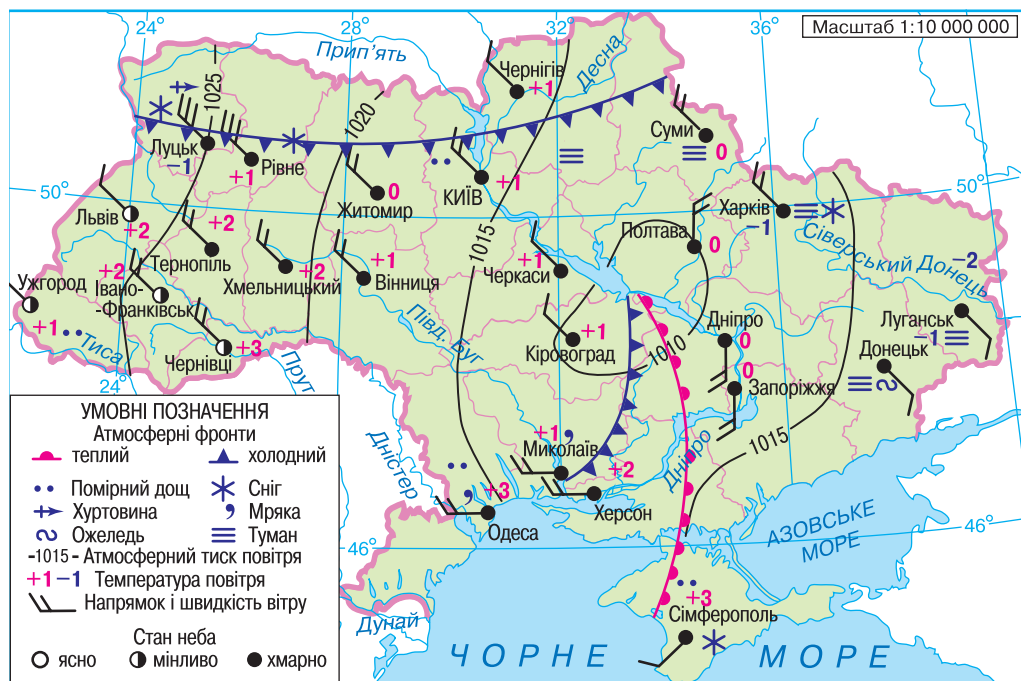 24°
28°
32°
36°
Масштаб 1:10 000 000
Прип'ять
Чернігів
+1
Десна
1025
1020
Суми
0
Луцьк
-1
+1
Рівне
Житомир
0
КИЇВ
+1
50°
50°
Львів
+2
+2
Тернопіль
+2
Хмельницький
+1
Вінниця
1015
+1
Черкаси
Полтава
0
Харків
-1
Сіверський Донець
-2
Ужгород
+1
+2
Івано-
-Франківськ
+3
Чернівці
Тиса
24°
Прут
28°
Півд. Буг
+1
Кіровоград
1010
Дніпро
0
0
Запоріжжя
Луганськ
-1
Донецьк
1015
+1
Миколаїв
+2
Херсон
Дніпро
+3
Одеса
Дністер
32°
36°
46°
46°
АЗОВСЬКЕ
МОРЕ
+3
Сімферополь
Дунай
ЧОРНЕ МОРЕ
УМОВНІ ПОЗНАЧЕННЯ
Атмосферні фронти
теплий
холодний
Помірний дощ
Сніг
Хуртовина
Мряка
Ожеледь
Туман
-1015- Атмосферний тиск повітря
+1 -1 Температура повітря
Напрямок і швидкість вітру
Стан неба
ясно
мінливо
хмарно